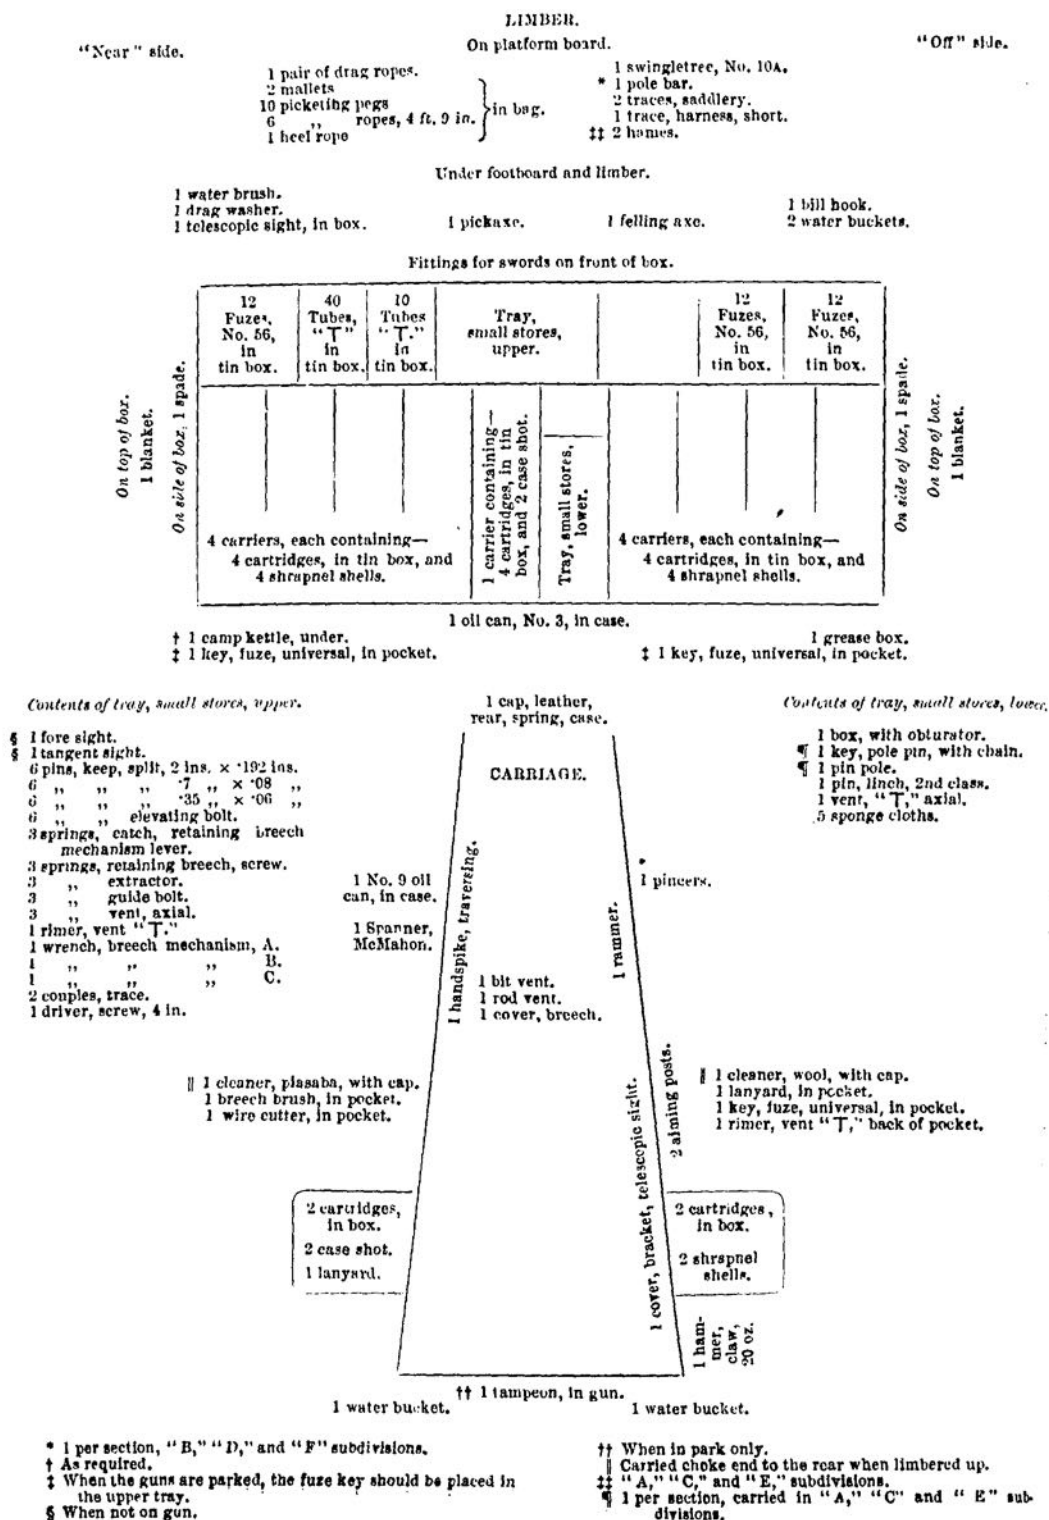 LIMBER.
"Near" side.
On platform board.
"Off" side.
1 pair of drag ropes.
2 mallets
10 picketing pegs
6 ,, ropes, 4 ft. 9 in.
1 heel rope
in bag.
1 swingletree, No. 10A.
* 1 pole bar.
2 traces, saddlery.
1 trace, harness, short.
‡‡ 2 hames.
Under footboard and limber.
1 water brush.
1 drag washer.
1 telescopic sight, in box.
1 pickaxe.
1 felling axe.
1 bill hook.
2 water buckets.
Fittings for swords on front of box.
12
Fuzes,
No. 56,
in
tin box.
40
Tubes,
"T"
in
tin box.
10
Tubes
"T."
in
tin box.
Tray,
small stores,
upper.
12
Fuzes,
No. 56,
in
tin box.
12
Fuzes,
No. 56,
in
tin box.
On top of box.
1 blanket.
On side of box, 1 spade.
4 carriers, each containing—
4 cartridges, in tin box, and
4 shrapnel shells.
1 carrier containing—
4 cartridges, in tin
box, and 2 case shot.
Tray, small stores,
lower.
4 carriers, each containing—
4 cartridges, in tin box, and
4 shrapnel shells.
On side of box, 1 spade.
On top of box.
1 blanket.
1 oil can, No. 3, in case.
† 1 camp kettle, under.
‡ 1 key, fuze, universal, in pocket.
1 grease box.
‡ 1 key, fuze, universal, in pocket.
Contents of tray, small stores, upper.
§ 1 fore sight.
§ 1 tangent sight.
6 pins, keep, split, 2 ins. × ·192 ins.
6 ,, ,, ,, ·7 ,, × ·08 ,,
6 ,, ,, ,, ·35 ,, × ·06 ,,
6 ,, ,, elevating bolt.
3 springs, catch, retaining breech
mechanism lever.
3 springs, retaining breech, screw.
3 ,, extractor.
3 ,, guide bolt.
3 ,, vent, axial.
1 rimer, vent "T."
1 wrench, breech mechanism, A.
1 ,, ,, ,, B.
1 ,, ,, ,, C.
2 couples, trace.
1 driver, screw, 4 in.
1 cap, leather,
rear, spring, case.
CARRIAGE.
Contents of tray, small stores, lower.
1 box, with obturator.
¶ 1 key, pole pin, with chain.
¶ 1 pin pole.
1 pin, linch, 2nd class.
1 vent, "T," axial.
5 sponge cloths.
1 No. 9 oil
can, in case.
1 Spanner,
McMahon.
1 handspike, traversing.
1 bit vent.
1 rod vent.
1 cover, breech.
1 rammer.
*
1 pincers.
‖ 1 cleaner, piasaba, with cap.
1 breech brush, in pocket.
1 wire cutter, in pocket.
1 cover, bracket, telescopic sight.
2 aiming posts.
‖ 1 cleaner, wool, with cap.
1 lanyard, in pocket.
1 key, fuze, universal, in pocket.
1 rimer, vent "T," back of pocket.
2 cartridges,
in box.
2 case shot.
1 lanyard.
2 cartridges,
in box.
2 shrapnel
shells.
1 ham-
mer,
claw,
20 oz.
†† 1 tampeon, in gun.
1 water bucket.
1 water bucket.
* 1 per section, "B," "D," and "F" subdivisions.
† As required.
‡ When the guns are parked, the fuze key should be placed in
the upper tray.
§ When not on gun.
†† When in park only.
‖ Carried choke end to the rear when limbered up.
‡‡ "A," "C," and "E," subdivisions.
¶ 1 per section, carried in "A," "C" and "E" sub-
divisions.